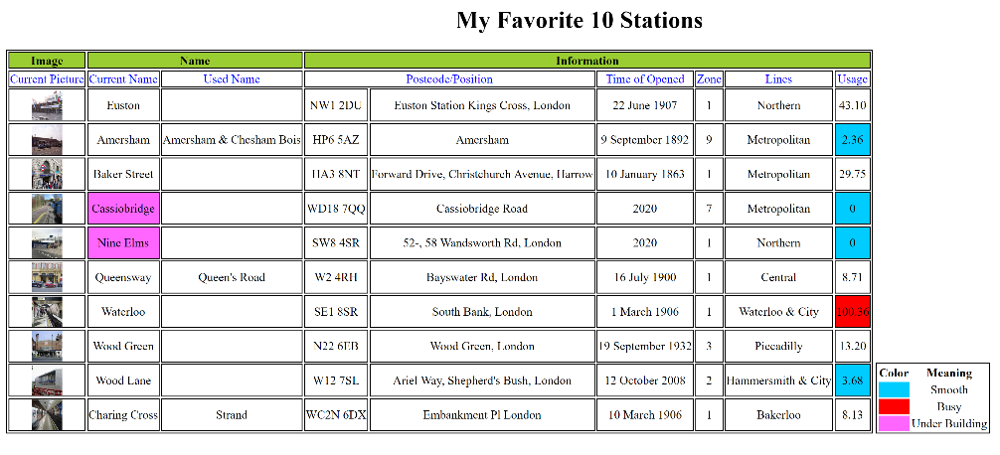 My Favorite 10 Stations
Image Name Information
Current Picture Current Name Used Name Postcode/Position Time of Opened Zone Lines Usage
Euston NW1 2DU Euston Station Kings Cross, London 22 June 1907 1 Northern 43.10
Amersham Amersham & Chesham Bois HP6 5AZ Amersham 9 September 1892 9 Metropolitan 2.36
Baker Street HA3 8NT Forward Drive, Christchurch Avenue, Harrow 10 January 1863 1 Metropolitan 29.75
Cassiobridge WD18 7QQ Cassiobridge Road 2020 7 Metropolitan 0
Nine Elms SW8 4SR 52-, 58 Wandsworth Rd, London 2020 1 Northern 0
Queensway Queen's Road W2 4RH Bayswater Rd, London 16 July 1900 1 Central 8.71
Waterloo SE1 8SR South Bank, London 1 March 1906 1 Waterloo & City 100.36
Wood Green N22 6EB Wood Green, London 19 September 1932 3 Piccadilly 13.20
Wood Lane W12 7SL Ariel Way, Shepherd's Bush, London 12 October 2008 2 Hammersmith & City 3.68
Charing Cross Strand WC2N 6DX Embankment Pl London 10 March 1906 1 Bakerloo 8.13
Color Meaning
Smooth
Busy
Under Building